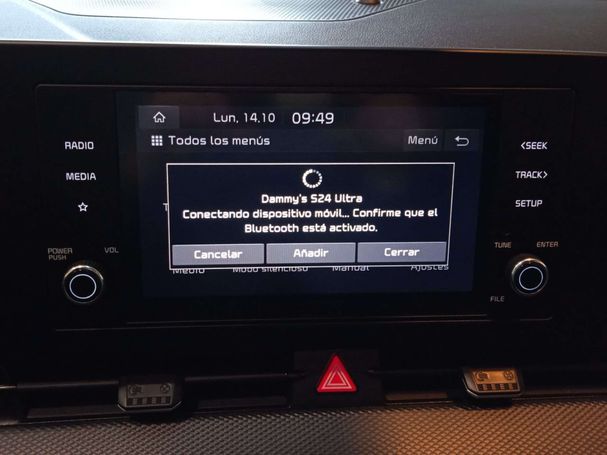 Lun, 14.10 09:49
RADIO
Todos los menús
Menú
<SEEK
MEDIA
TRACK>
Dammy's S24 Ultra
Conectando dispositivo móvil... Confirme que el
Bluetooth está activado.
SETUP
POWER
PUSH
VOL
Cancelar
Añadir
Cerrar
TUNE
ENTER
Medio
Modo silencioso
Manual
Ajustes
FILE